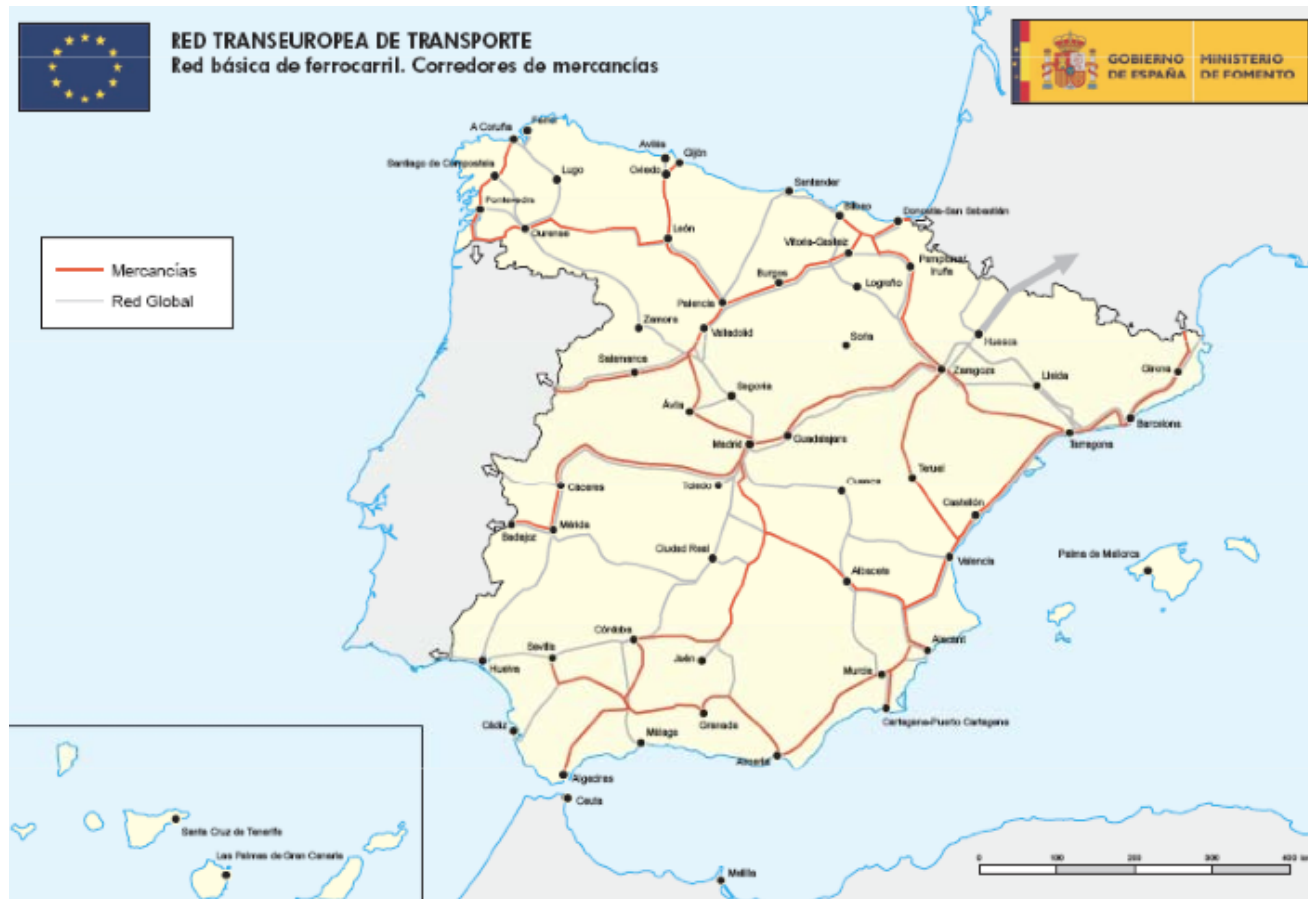 RED TRANSEUROPEA DE TRANSPORTE
Red básica de ferrocarril. Corredores de mercancías
GOBIERNO
DE ESPAÑA
MINISTERIO
DE FOMENTO
Mercancías
Red Global
A Coruña
Ferrol
Santiago de Compostela
Lugo
Pontevedra
Ourense
Avilés
Gijón
Oviedo
León
Santander
Bilbao
Donostia-San Sebastián
Vitoria-Gasteiz
Pamplona/
Iruña
Burgos
Logroño
Palencia
Zamora
Valladolid
Soria
Huesca
Zaragoza
Lleida
Girona
Barcelona
Tarragona
Salamanca
Segovia
Ávila
Madrid
Guadalajara
Teruel
Castellón
Cáceres
Toledo
Cuenca
Badajoz
Mérida
Ciudad Real
Albacete
Valencia
Palma de Mallorca
Córdoba
Sevilla
Huelva
Jaén
Murcia
Alacant
Cartagena-Puerto Cartagena
Cádiz
Málaga
Granada
Almería
Algeciras
Ceuta
Melilla
Santa Cruz de Tenerife
Las Palmas de Gran Canaria
0 100 200 300 400